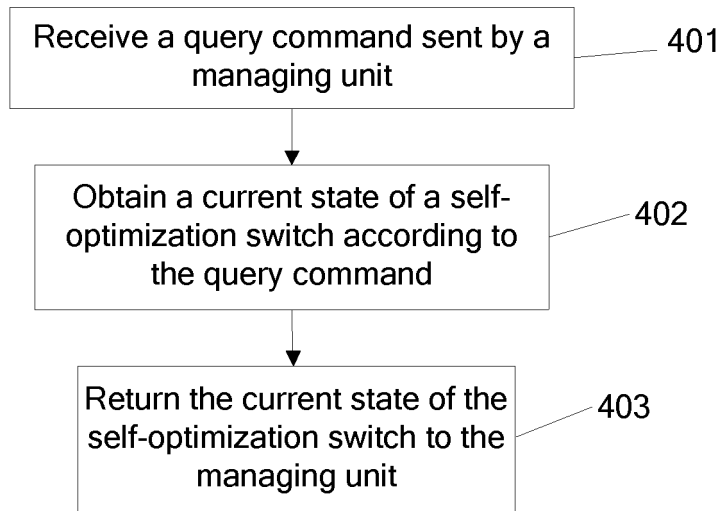 Receive a query command sent by a
managing unit
401
Obtain a current state of a self-
optimization switch according to
the query command
402
Return the current state of the
self-optimization switch to the
managing unit
403